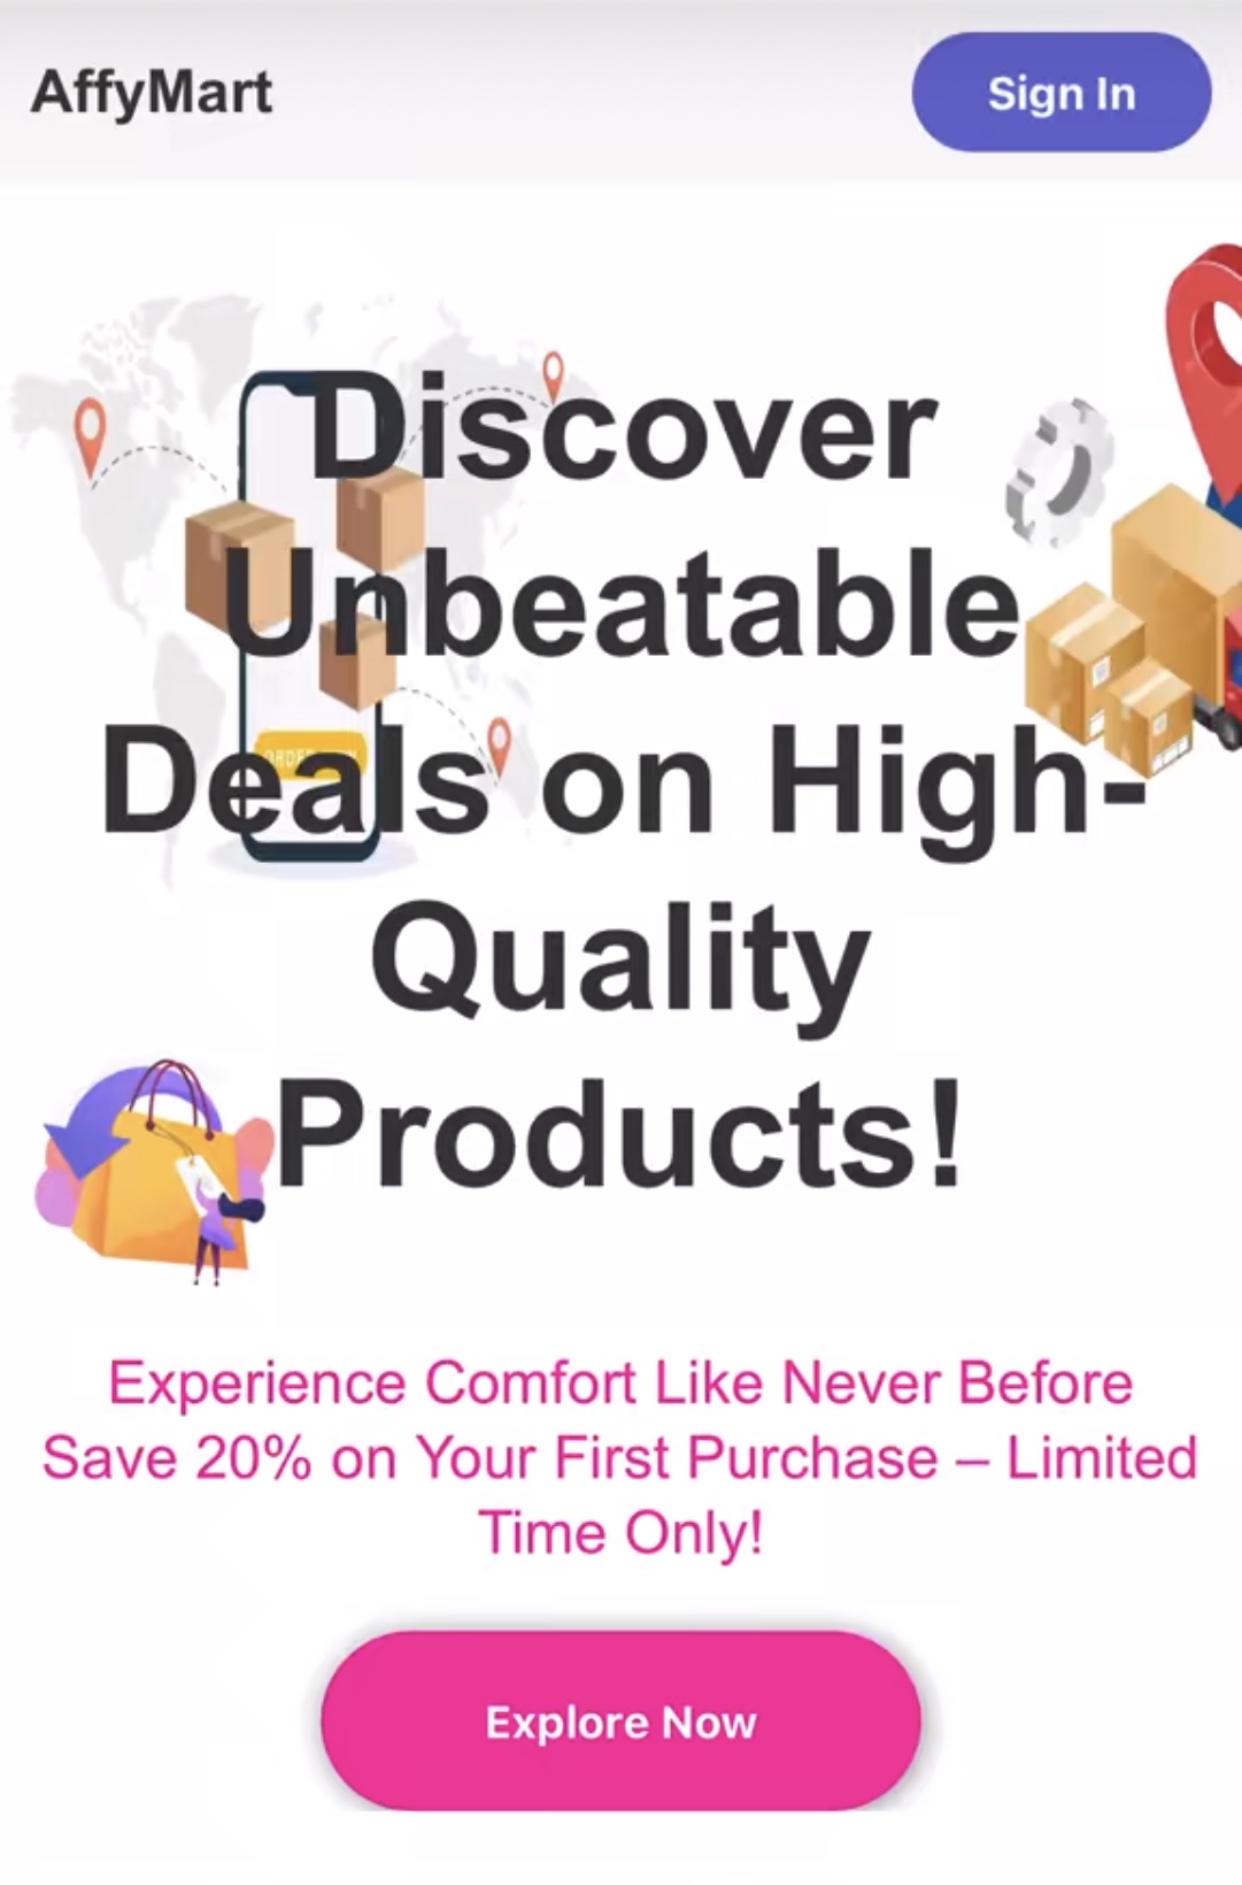 AffyMart
Sign In
Discover
Unbeatable
Deals on High-
Quality
Products!
Experience Comfort Like Never Before
Save 20% on Your First Purchase – Limited
Time Only!
Explore Now